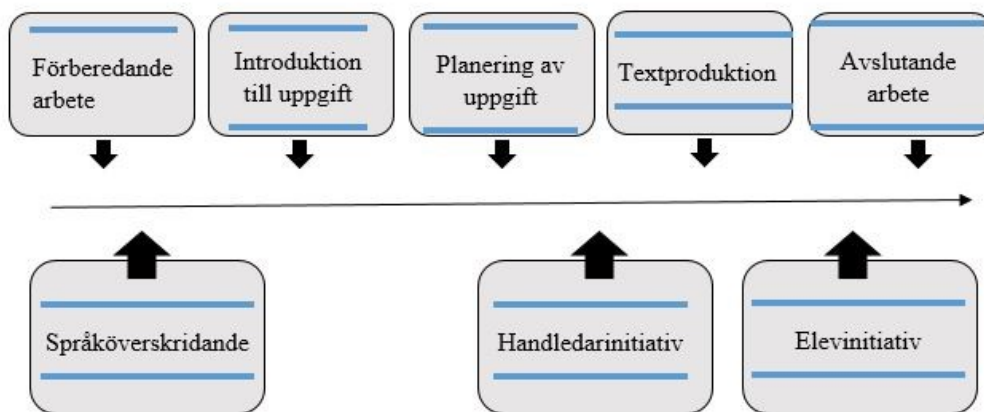 Förberedande
arbete
Introduktion
till uppgift
Planering av
uppgift
Textproduktion
Avslutande
arbete
Språköverskridande
Handledarinitiativ
Elevinitiativ